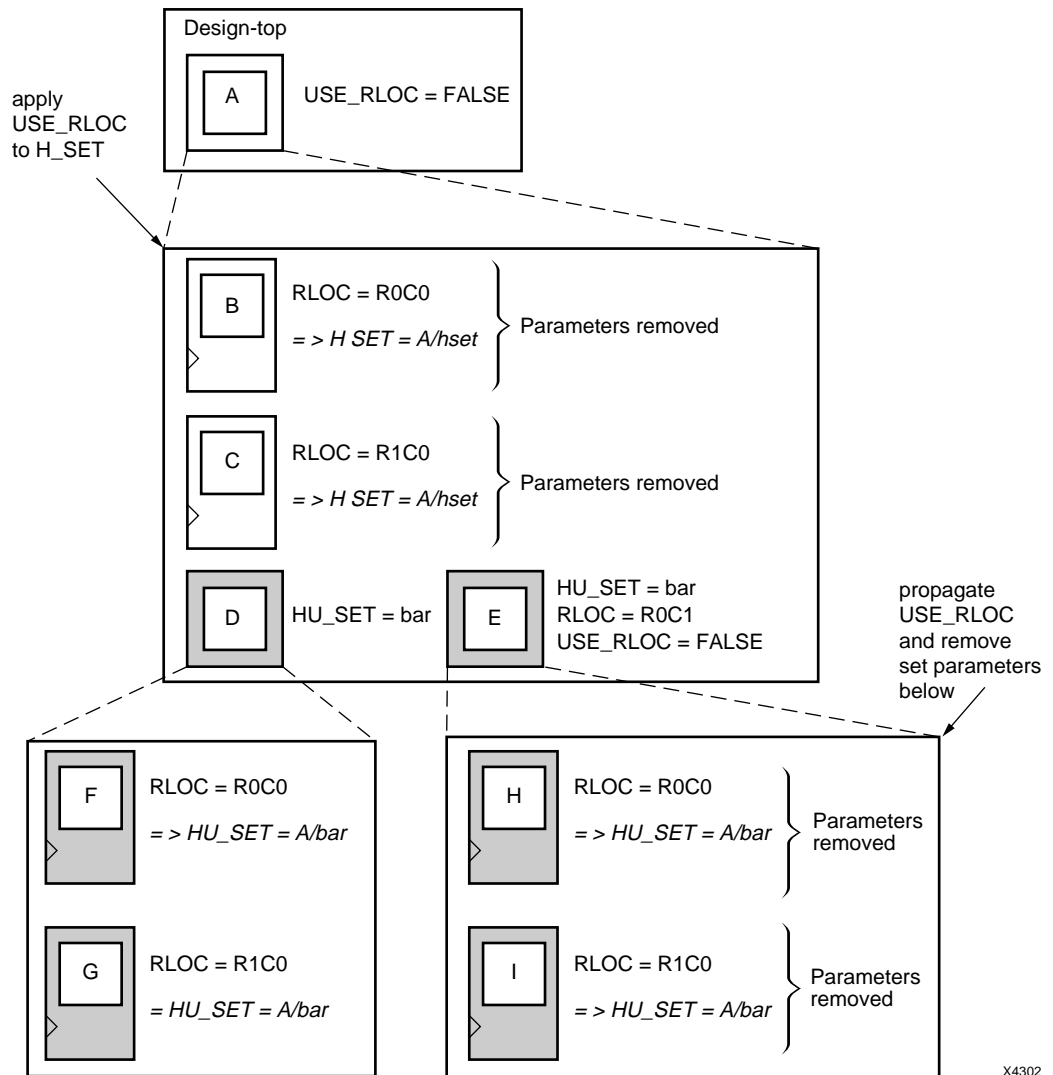 Design-top
A
USE_RLOC = FALSE
apply
USE_RLOC
to H_SET
B
RLOC = R0C0
= > H SET = A/hset
Parameters removed
C
RLOC = R1C0
= > H SET = A/hset
Parameters removed
D
HU_SET = bar
E
HU_SET = bar
RLOC = R0C1
USE_RLOC = FALSE
propagate
USE_RLOC
and remove
set parameters
below
F
RLOC = R0C0
= > HU_SET = A/bar
G
RLOC = R1C0
= HU_SET = A/bar
H
RLOC = R0C0
= > HU_SET = A/bar
Parameters
removed
I
RLOC = R1C0
= > HU_SET = A/bar
Parameters
removed
X4302